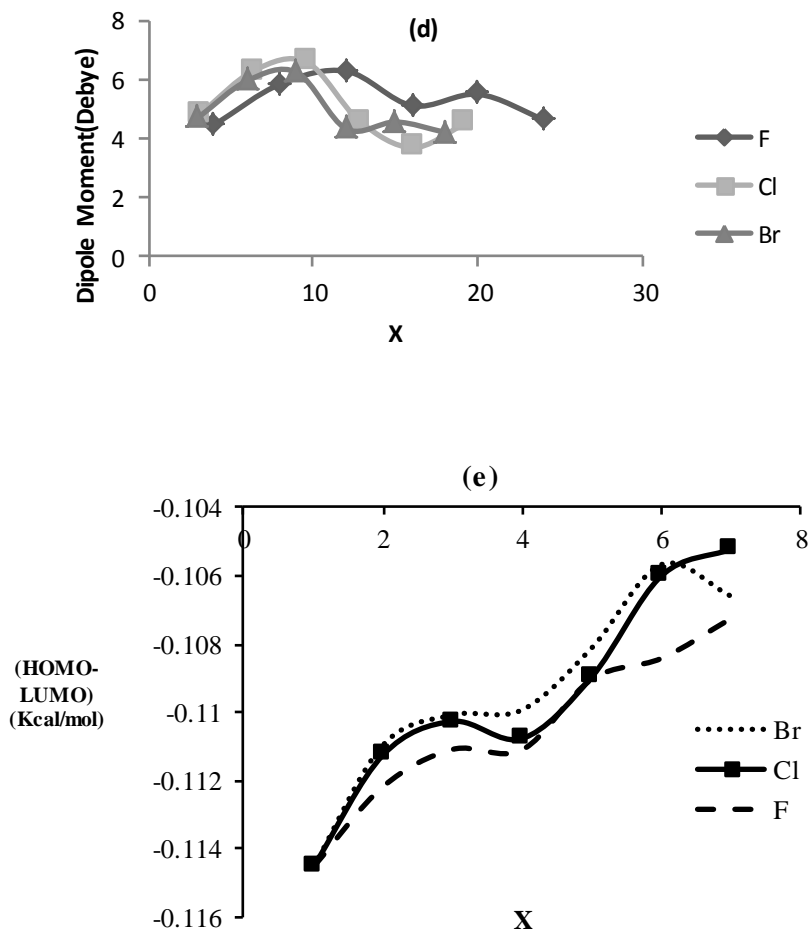 (d)
8
6
4
2
0
Dipole Moment(Debye)
0 10 20 30
X
F
Cl
Br
(e)
-0.104
0 2 4 6 8
-0.106
-0.108
-0.11
-0.112
-0.114
-0.116
(HOMO-
LUMO)
(Kcal/mol)
Br
Cl
F
X